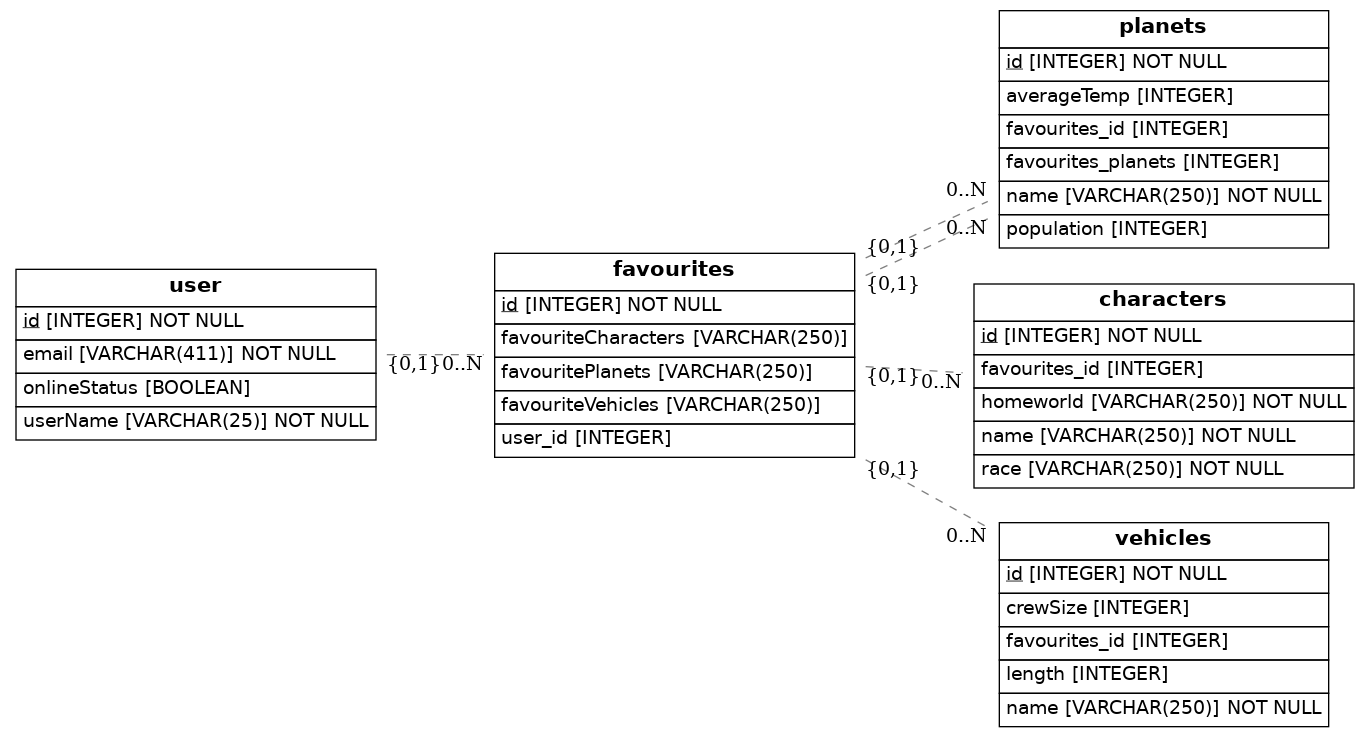 planets
id [INTEGER] NOT NULL
averageTemp [INTEGER]
favourites_id [INTEGER]
favourites_planets [INTEGER]
name [VARCHAR(250)] NOT NULL
population [INTEGER]
0..N
0..N
{0,1}
{0,1}
user
id [INTEGER] NOT NULL
email [VARCHAR(411)] NOT NULL
onlineStatus [BOOLEAN]
userName [VARCHAR(25)] NOT NULL
{0,1}
0..N
favourites
id [INTEGER] NOT NULL
favouriteCharacters [VARCHAR(250)]
favouritePlanets [VARCHAR(250)]
favouriteVehicles [VARCHAR(250)]
user_id [INTEGER]
{0,1}
0..N
characters
id [INTEGER] NOT NULL
favourites_id [INTEGER]
homeworld [VARCHAR(250)] NOT NULL
name [VARCHAR(250)] NOT NULL
race [VARCHAR(250)] NOT NULL
{0,1}
0..N
vehicles
id [INTEGER] NOT NULL
crewSize [INTEGER]
favourites_id [INTEGER]
length [INTEGER]
name [VARCHAR(250)] NOT NULL